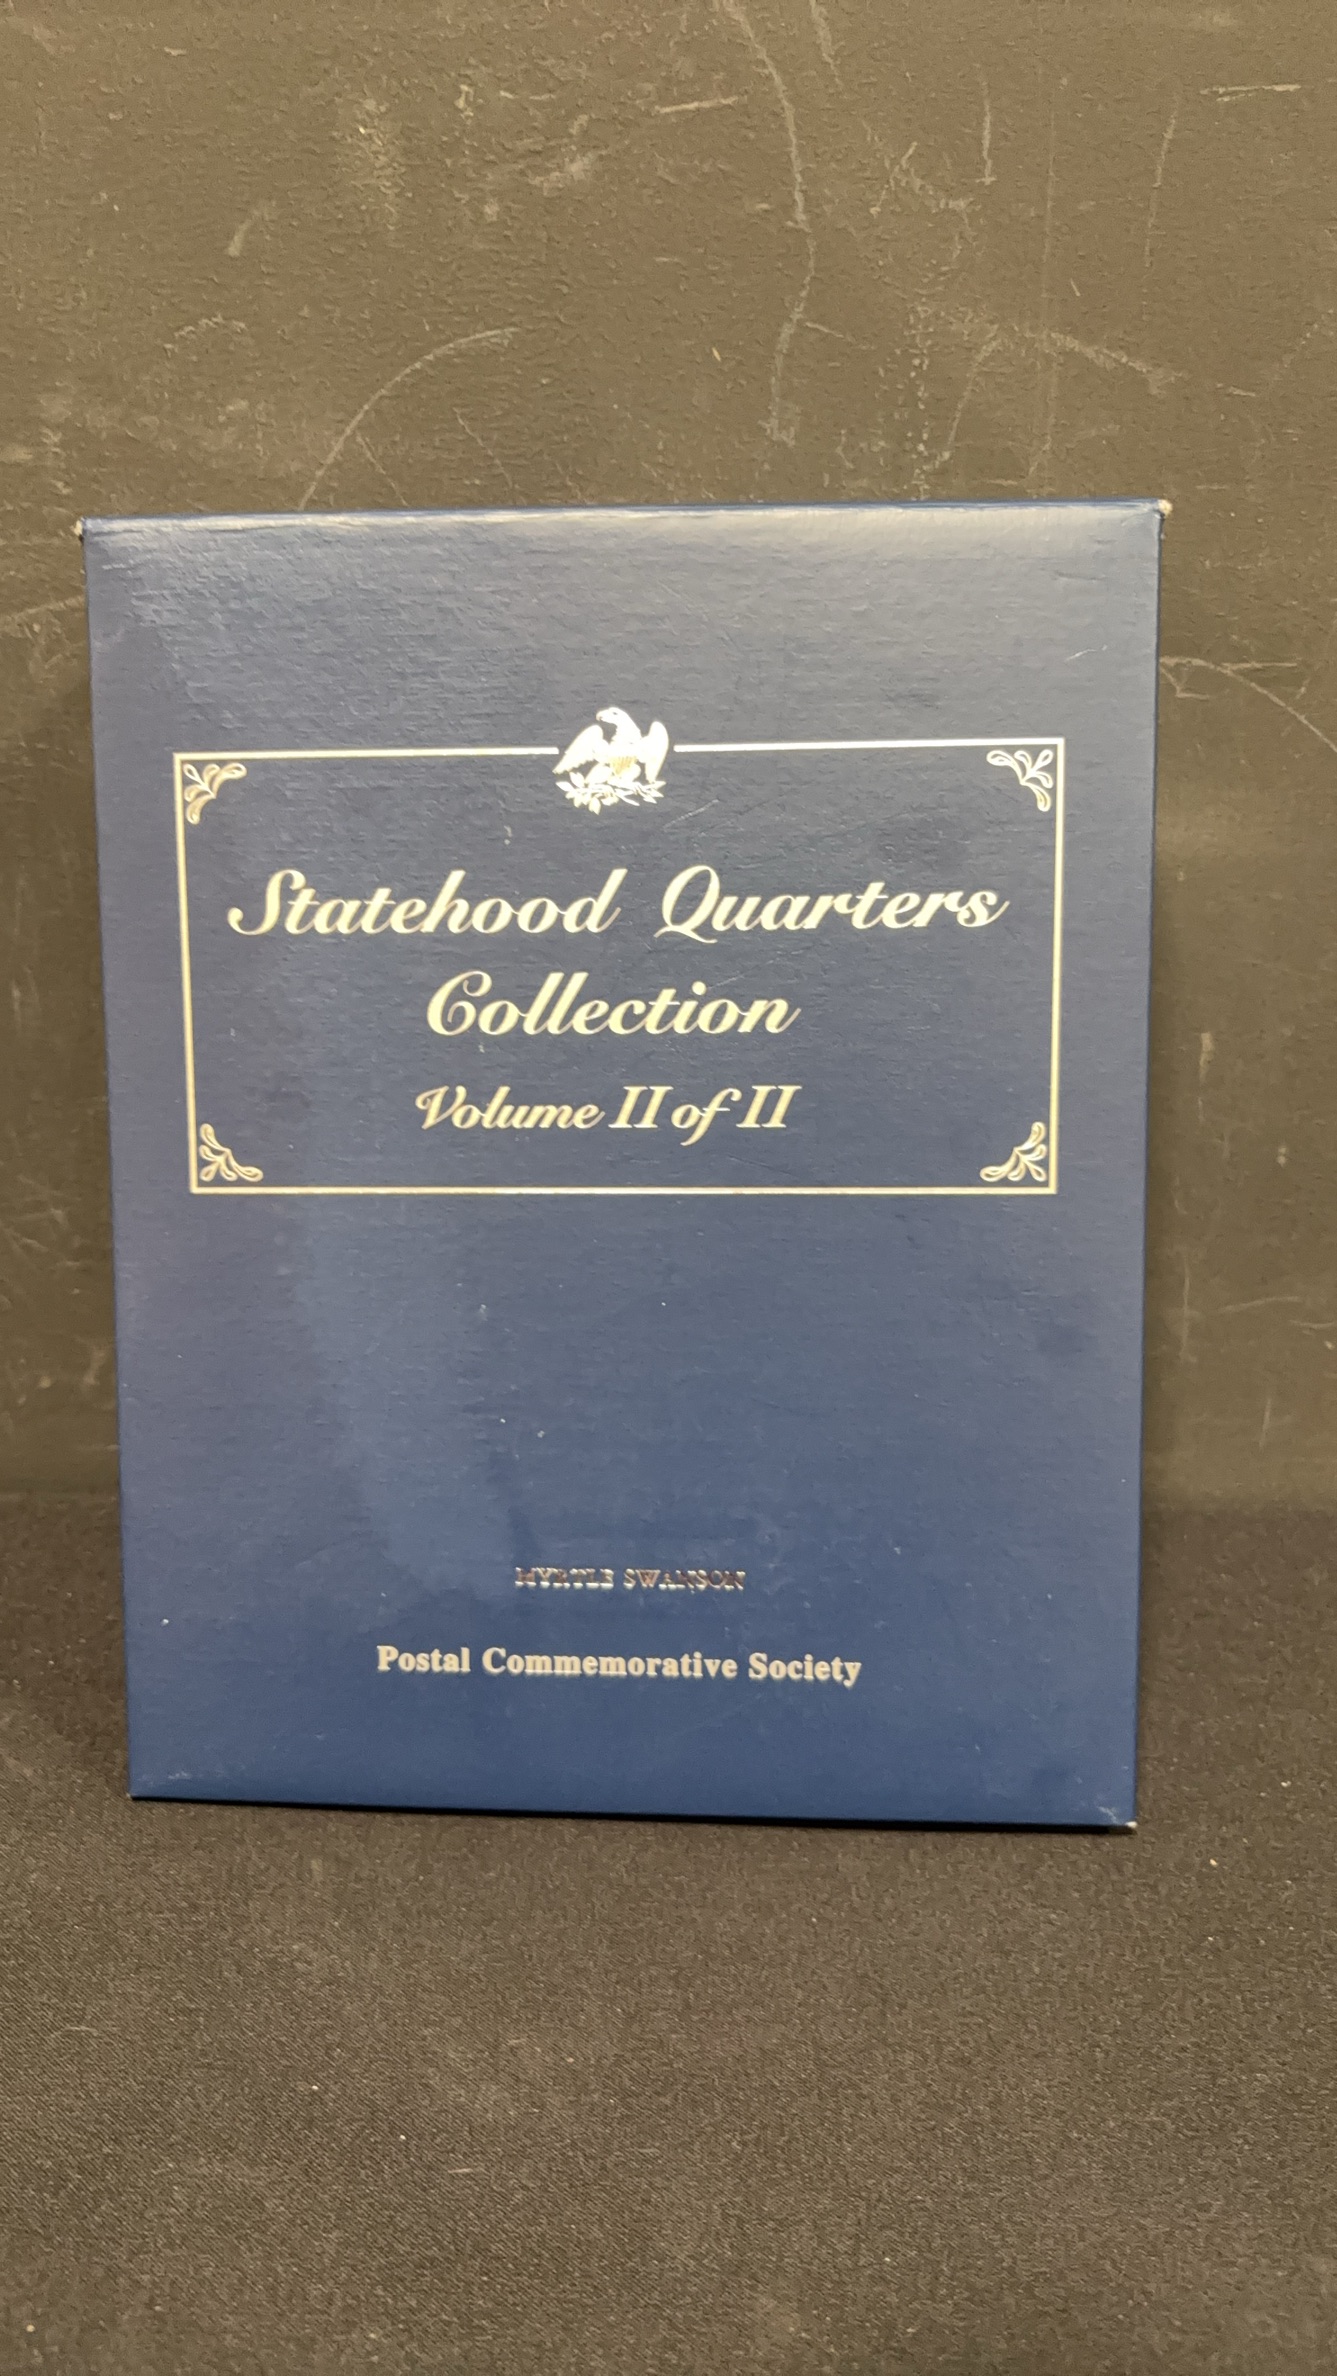 Statehood Quarters
Collection
Volume II of II
MYRTLE SWANSON
Postal Commemorative Society